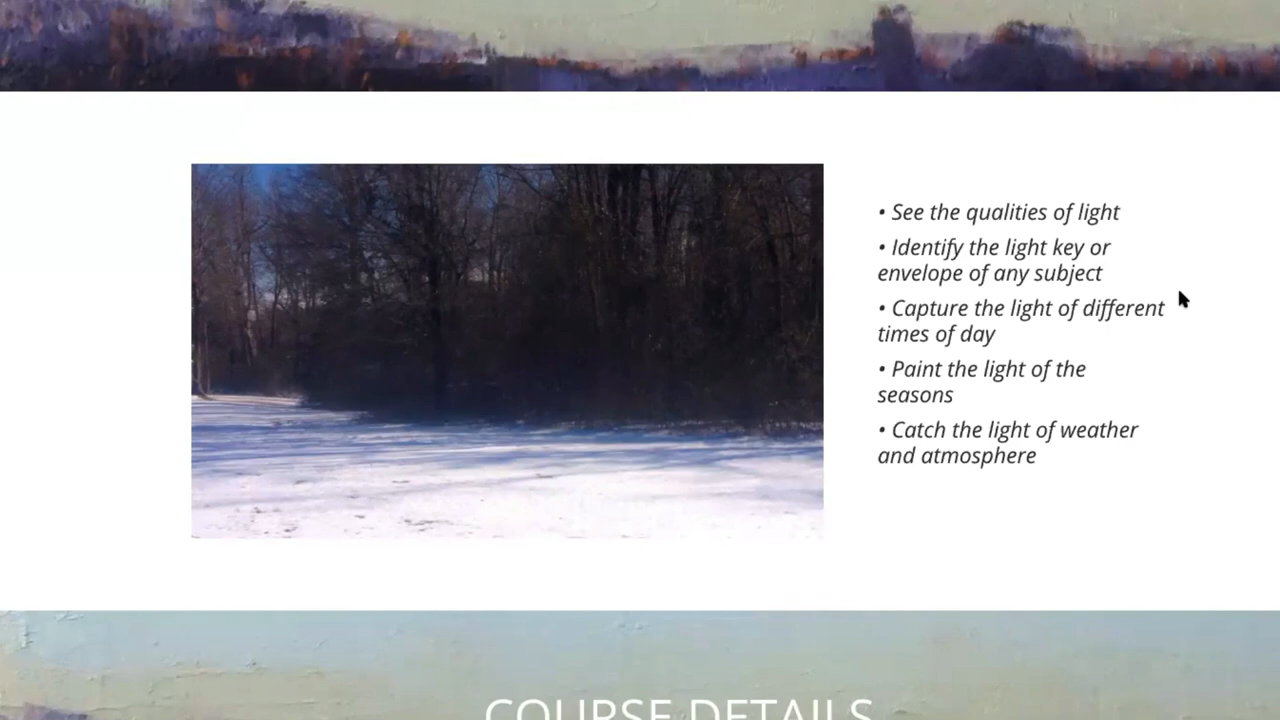 • See the qualities of light
• Identify the light key or
envelope of any subject
• Capture the light of different
times of day
• Paint the light of the
seasons
• Catch the light of weather
and atmosphere
COURSE DETAILS